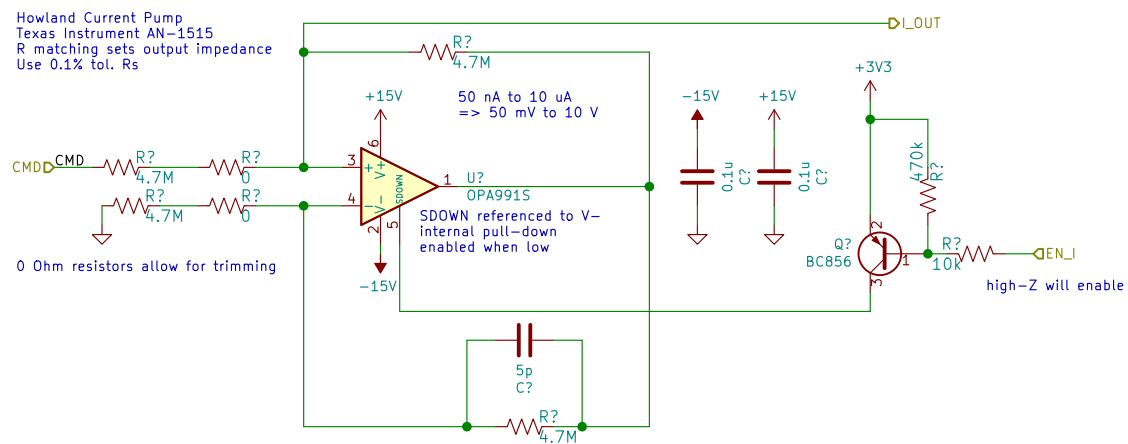 Howland Current Pump
Texas Instrument AN-1515
R matching sets output impedance
Use 0.1% tol. Rs
I_OUT
R?
4.7M
+3V3
50 nA to 10 uA
=> 50 mV to 10 V
+15V
-15V
+15V
6
V+
CMD
CMD
R?
4.7M
R?
0
3
+
1
U?
OPA991S
SDOWN
0.1u
C?
0.1u
C?
470k
R?
R?
4.7M
R?
0
4
-
V-
2
5
SDOWN referenced to V-
internal pull-down
enabled when low
2
Q?
BC856
1
3
R?
10k
EN_I
0 Ohm resistors allow for trimming
-15V
high-Z will enable
5p
C?
R?
4.7M